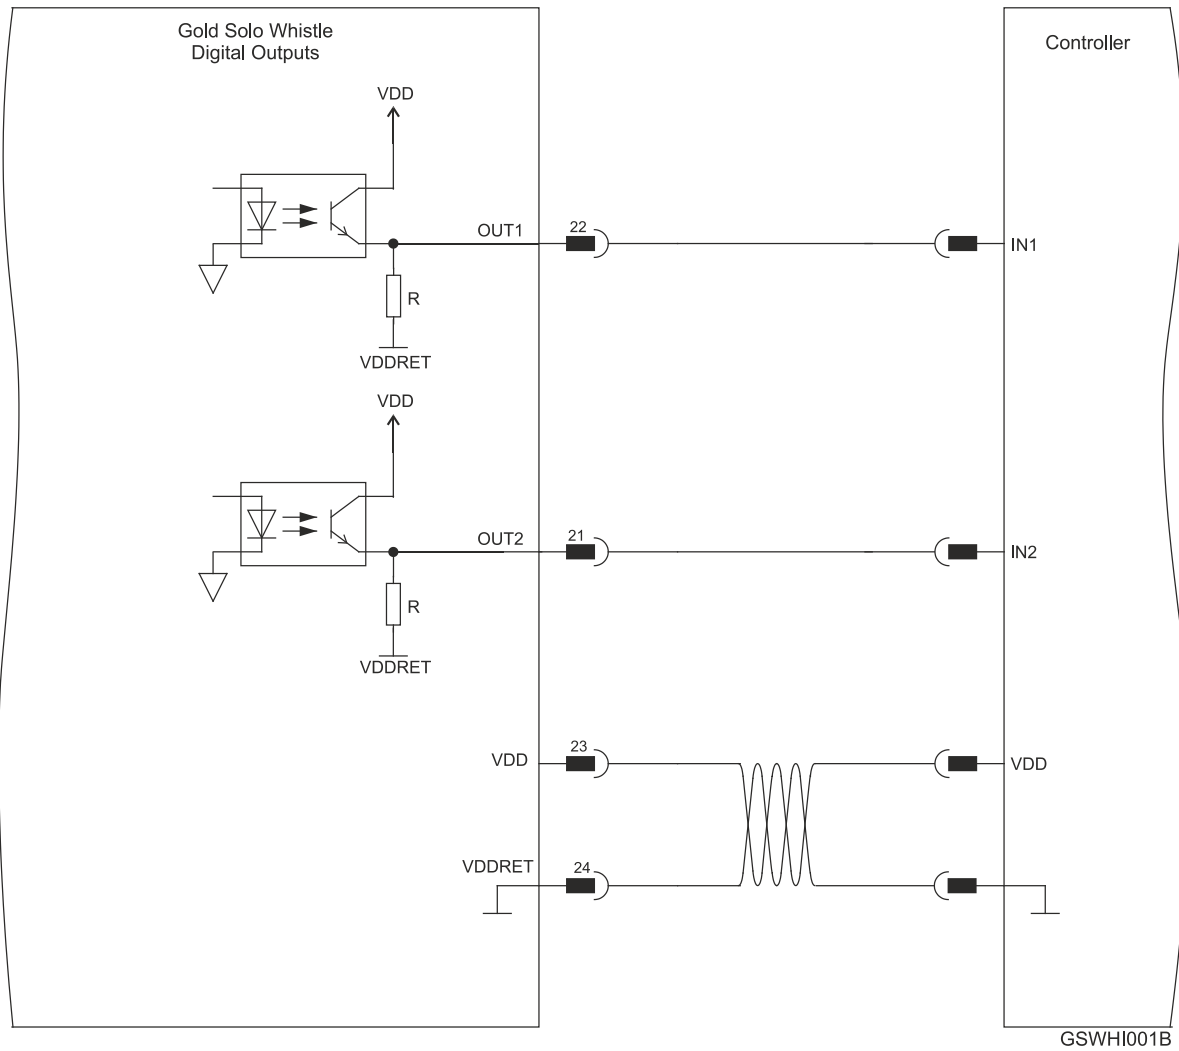 Gold Solo Whistle
Digital Outputs
Controller
VDD
OUT1
22
IN1
R
VDDRET
VDD
OUT2
21
IN2
R
VDDRET
VDD
23
VDD
VDDRET
24
GSWHI001B